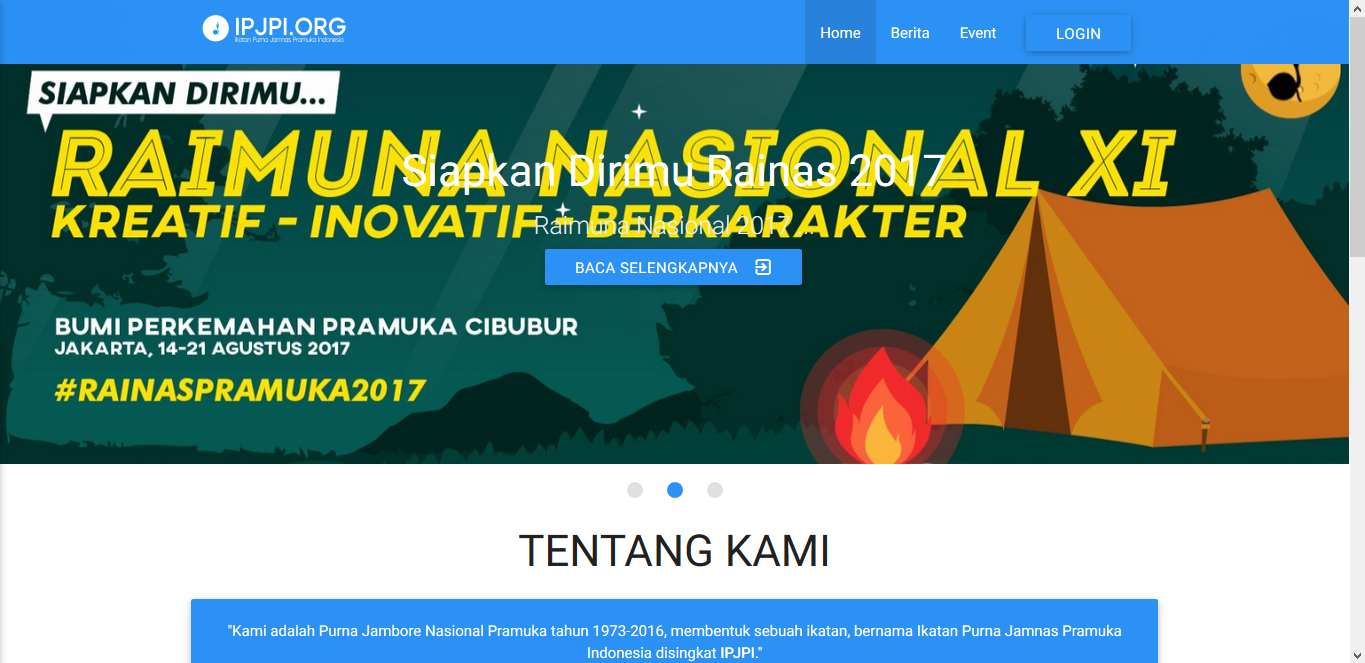 IPJPI.ORG
Ikatan Purna Jamnas Pramuka Indonesia
Home
Berita
Event
LOGIN
SIAPKAN DIRIMU...
RAIMUNA NASIONAL XI
Siapkan Dirimu Rainas 2017
KREATIF - INOVATIF - BERKARAKTER
Raimuna Nasional 2017 ...
BACA SELENGKAPNYA
BUMI PERKEMAHAN PRAMUKA CIBUBUR
JAKARTA, 14-21 AGUSTUS 2017
#RAINASPRAMUKA2017
TENTANG KAMI
"Kami adalah Purna Jambore Nasional Pramuka tahun 1973-2016, membentuk sebuah ikatan, bernama Ikatan Purna Jamnas Pramuka
Indonesia disingkat IPJPI."